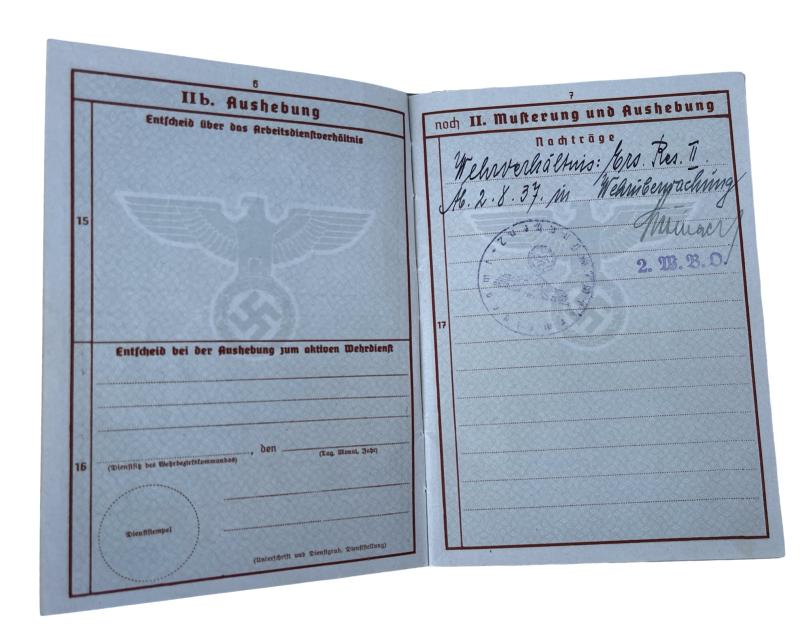 6
IIb. Aushebung
Entscheid über das Arbeitsdienstverhältnis
15
Entscheid bei der Aushebung zum aktiven Wehrdienst
, den
(Dienstsitz des Wehrbezirkkommandos)
(Tag, Monat, Jahr)
16
Dienststempel
(Unterschrift und Dienstgrad, Dienststellung)
7
noch II. Musterung und Aushebung
Nachträge
Wehrverhältnis: Ers. Res. II.
Ab. 2.8.37. in Wehrüberwachung
2. W.B.O.
17